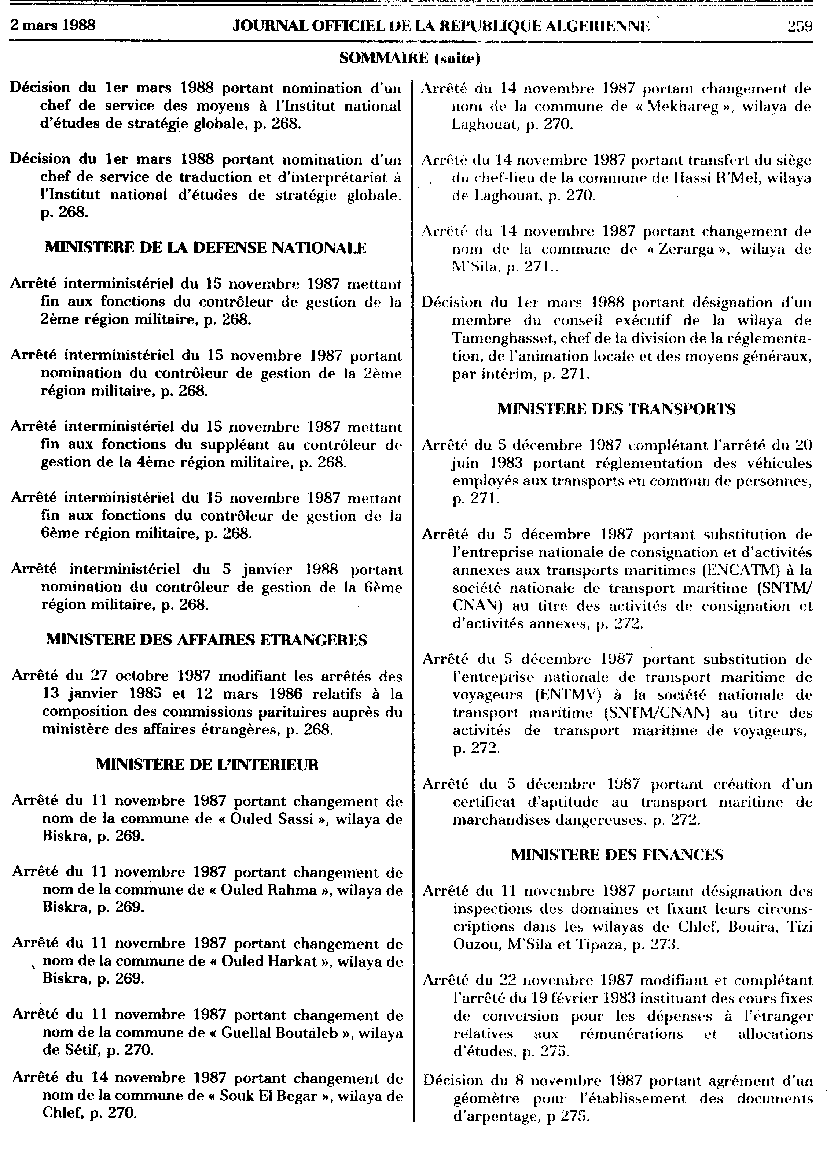 2 mars 1988
JOURNAL OFFICIEL DE LA REPUBLIQUE ALGERIENNE
259
SOMMAIRE (suite)
Décision du 1er mars 1988 portant nomination d'un
chef de service des moyens à l'Institut national
d'études de stratégie globale, p. 268.
Décision du 1er mars 1988 portant nomination d'un
chef de service de traduction et d'interprétariat à
l'Institut national d'études de stratégie globale.
p. 268.
MINISTERE DE LA DEFENSE NATIONALE
Arrêté interministériel du 15 novembre 1987 mettant
fin aux fonctions du contrôleur de gestion de la
2ème région militaire, p. 268.
Arrêté interministériel du 15 novembre 1987 portant
nomination du contrôleur de gestion de la 2ème
région militaire, p. 268.
Arrêté interministériel du 15 novembre 1987 mettant
fin aux fonctions du suppléant au contrôleur de
gestion de la 4ème région militaire, p. 268.
Arrêté interministériel du 15 novembre 1987 mettant
fin aux fonctions du contrôleur de gestion de la
6ème région militaire, p. 268.
Arrêté interministériel du 5 janvier 1988 portant
nomination du contrôleur de gestion de la 6ème
région militaire, p. 268.
MINISTERE DES AFFAIRES ETRANGERES
Arrêté du 27 octobre 1987 modifiant les arrêtés des
13 janvier 1985 et 12 mars 1986 relatifs à la
composition des commissions paritaires auprès du
ministère des affaires étrangères, p. 268.
MINISTERE DE L'INTERIEUR
Arrêté du 11 novembre 1987 portant changement de
nom de la commune de « Ouled Sassi », wilaya de
Biskra, p. 269.
Arrêté du 11 novembre 1987 portant changement de
nom de la commune de « Ouled Rahma », wilaya de
Biskra, p. 269.
Arrêté du 11 novembre 1987 portant changement de
nom de la commune de « Ouled Harkat », wilaya de
Biskra, p. 269.
Arrêté du 11 novembre 1987 portant changement de
nom de la commune de « Guellal Boutaleb », wilaya
de Sétif, p. 270.
Arrêté du 14 novembre 1987 portant changement de
nom de la commune de « Souk El Begar », wilaya de
Chlef, p. 270.
Arrêté du 14 novembre 1987 portant changement de
nom de la commune de « Mekhareg », wilaya de
Laghouat, p. 270.
Arrêté du 14 novembre 1987 portant transfert du siège
du chef-lieu de la commune de Hassi R'Mel, wilaya
de Laghouat, p. 270.
Arrêté du 14 novembre 1987 portant changement de
nom de la commune de « Zerarga », wilaya de
M'Sila, p. 271..
Décision du 1er mars 1988 portant désignation d'un
membre du conseil exécutif de la wilaya de
Tamenghasset, chef de la division de la réglementa-
tion, de l'animation locale et des moyens généraux,
par intérim, p. 271.
MINISTERE DES TRANSPORTS
Arrêté du 5 décembre 1987 complétant l'arrêté du 20
juin 1983 portant réglementation des véhicules
employés aux transports en commun de personnes,
p. 271.
Arrêté du 5 décembre 1987 portant substitution de
l'entreprise nationale de consignation et d'activités
annexes aux transports maritimes (ENCATM) à la
société nationale de transport maritime (SNTM/
CNAN) au titre des activités de consignation et
d'activités annexes, p. 272.
Arrêté du 5 décembre 1987 portant substitution de
l'entreprise nationale de transport maritime de
voyageurs (ENTMV) à la société nationale de
transport maritime (SNTM/CNAN) au titre des
activités de transport maritime de voyageurs,
p. 272.
Arrêté du 5 décembre 1987 portant création d'un
certificat d'aptitude au transport maritime de
marchandises dangereuses, p. 272.
MINISTERE DES FINANCES
Arrêté du 11 novembre 1987 portant désignation des
inspections des domaines et fixant leurs circons-
criptions dans les wilayas de Chlef, Bouira, Tizi
Ouzou, M'Sila et Tipaza, p. 273.
Arrêté du 22 novembre 1987 modifiant et complétant
l'arrêté du 19 février 1983 instituant des cours fixes
de conversion pour les dépenses à l'étranger
relatives aux rémunérations et allocations
d'études, p. 275.
Décision du 8 novembre 1987 portant agrément d'un
géomètre pour l'établissement des documents
d'arpentage, p 275.